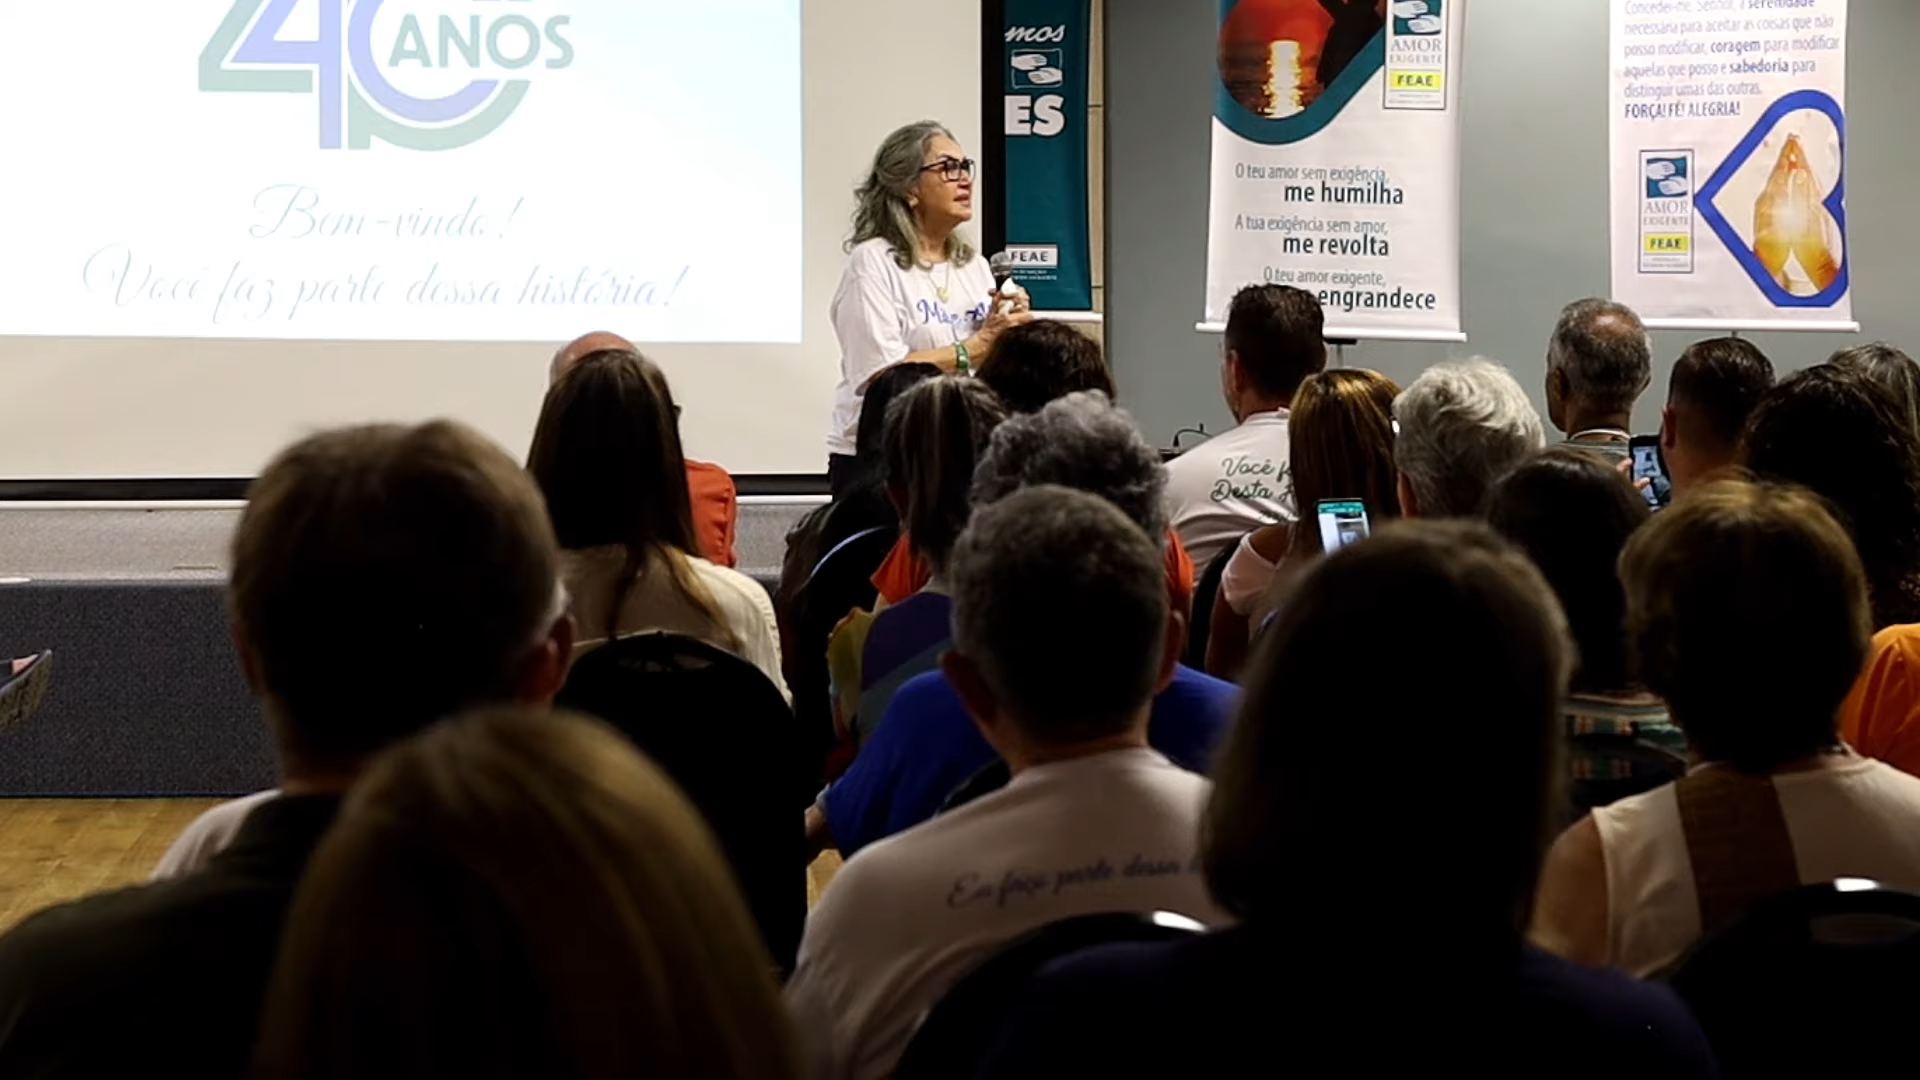 40 ANOS
Bem-vindo!
Você faz parte dessa história!
mos
ES
FEAE
AMOR
EXIGENTE
FEAE
O teu amor sem exigência,
me humilha
A tua exigência sem amor,
me revolta
O teu amor exigente,
engrandece
Concedei-me, Senhor, a serenidade
necessária para aceitar as coisas que não
posso modificar, coragem para modificar
aquelas que posso e sabedoria para
distinguir umas das outras.
FORÇA! FÉ! ALEGRIA!
AMOR
EXIGENTE
FEAE
Você f
Desta
Eu faço parte dessa